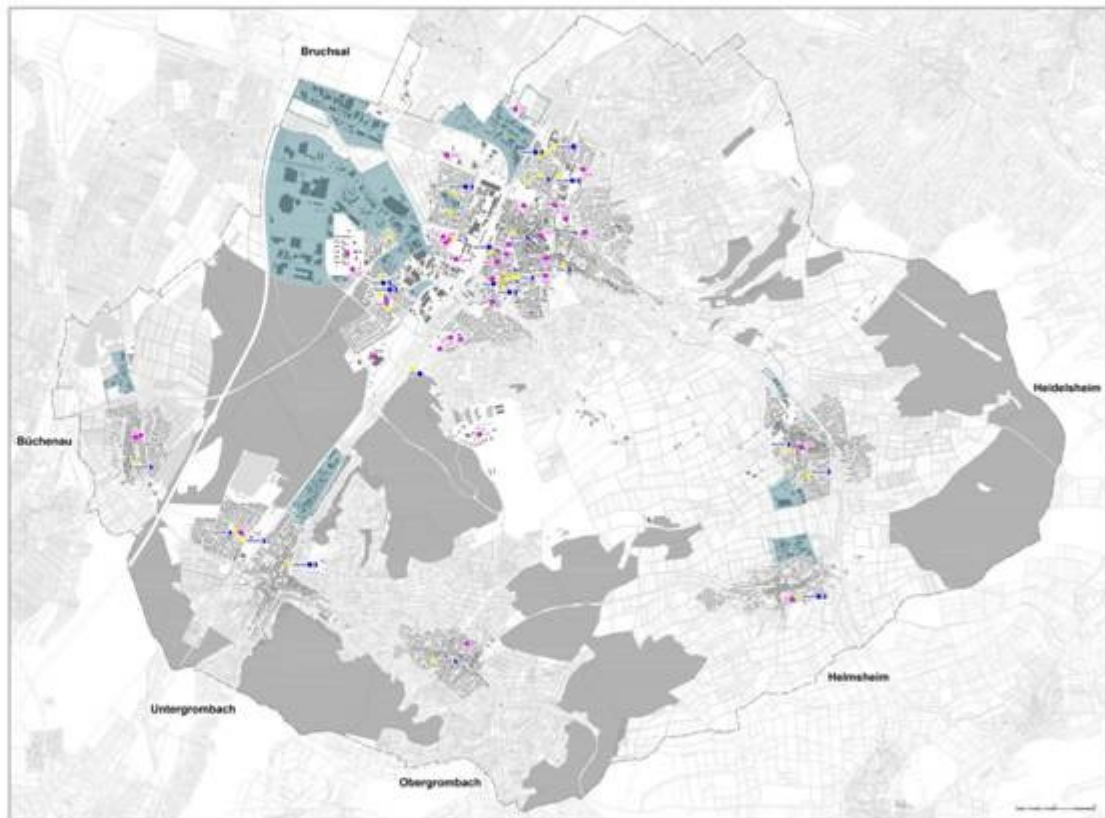 Bruchsal
Heidelsheim
Büchenau
Helmsheim
Untergrombach
Obergrombach